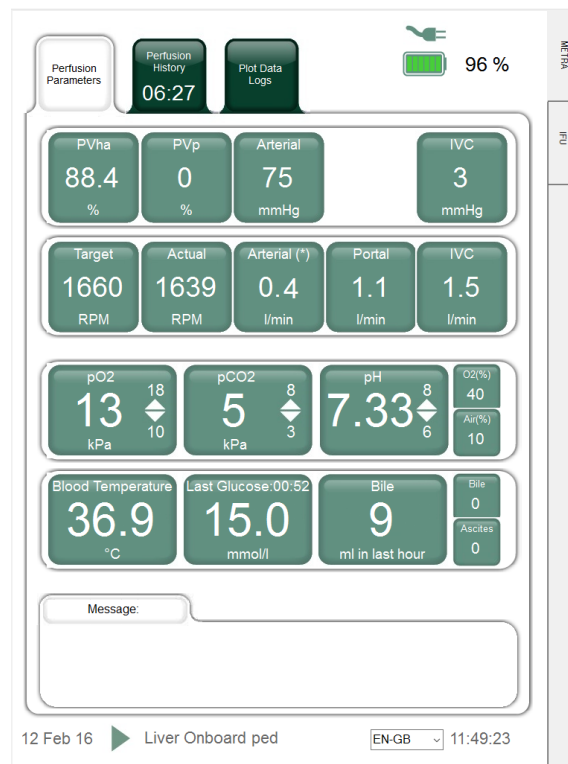 96 %
Perfusion
Parameters
Perfusion
History
06:27
Plot Data
Logs
METRA
IFU
PVha
88.4
%
PVp
0
%
Arterial
75
mmHg
IVC
3
mmHg
Target
1660
RPM
Actual
1639
RPM
Arterial (*)
0.4
l/min
Portal
1.1
l/min
IVC
1.5
l/min
pO2
13
18
10
kPa
pCO2
5
8
3
kPa
pH
7.33
8
6
O2(%)
40
Air(%)
10
Blood Temperature
36.9
°C
Last Glucose:00:52
15.0
mmol/l
Bile
9
ml in last hour
Bile
0
Ascites
0
Message:
12 Feb 16
Liver Onboard ped
EN-GB
11:49:23